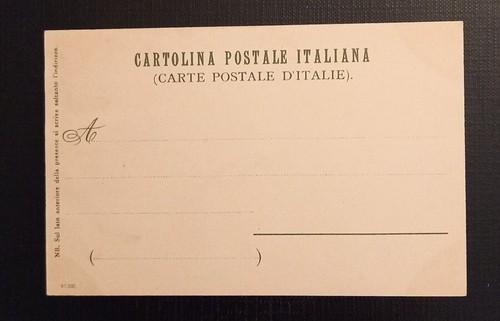 CARTOLINA POSTALE ITALIANA
(CARTE POSTALE D'ITALIE).
A
( )
NB. Sul lato anteriore della presente si scrive soltanto l'indirizzo.